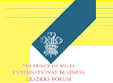 THE PRINCE OF WALES
INTERNATIONAL BUSINESS
LEADERS FORUM